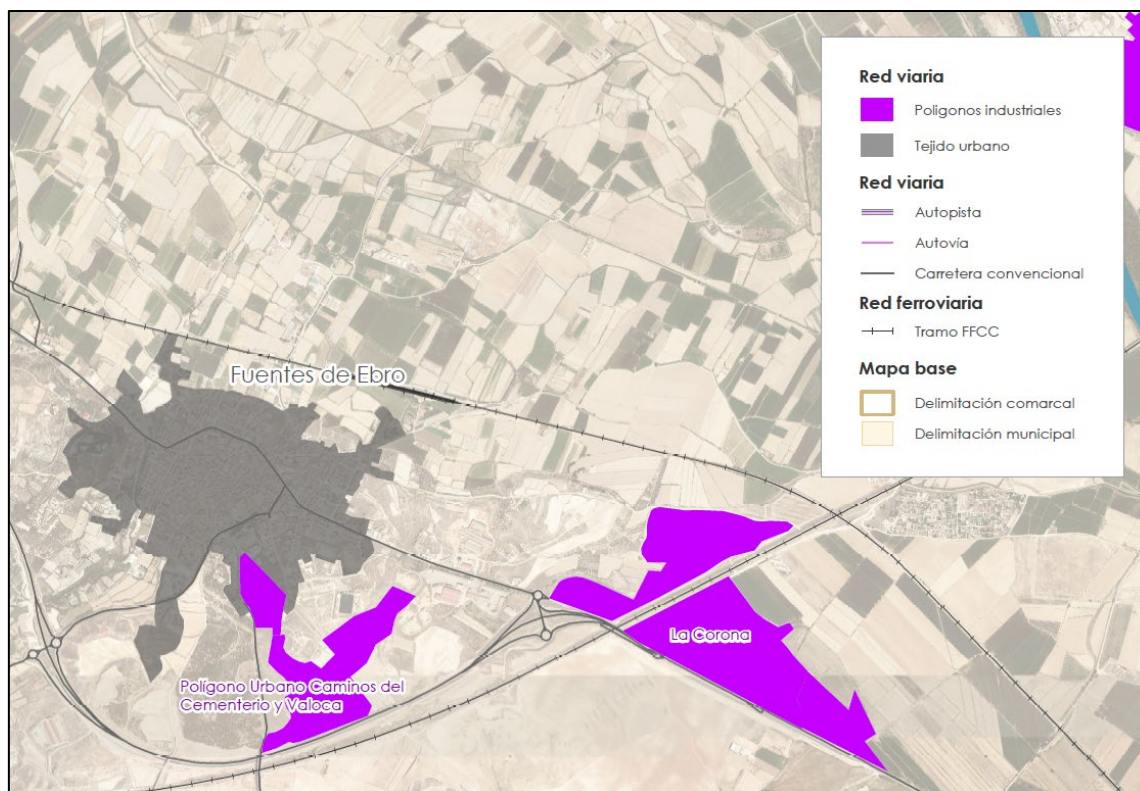 Red viaria
Poligonos industriales
Tejido urbano
Red viaria
Autopista
Autovía
Carretera convencional
Red ferroviaria
Tramo FFCC
Mapa base
Delimitación comarcal
Delimitación municipal
Fuentes de Ebro
La Corona
Polígono Urbano Caminos del
Cementerio y Valoca